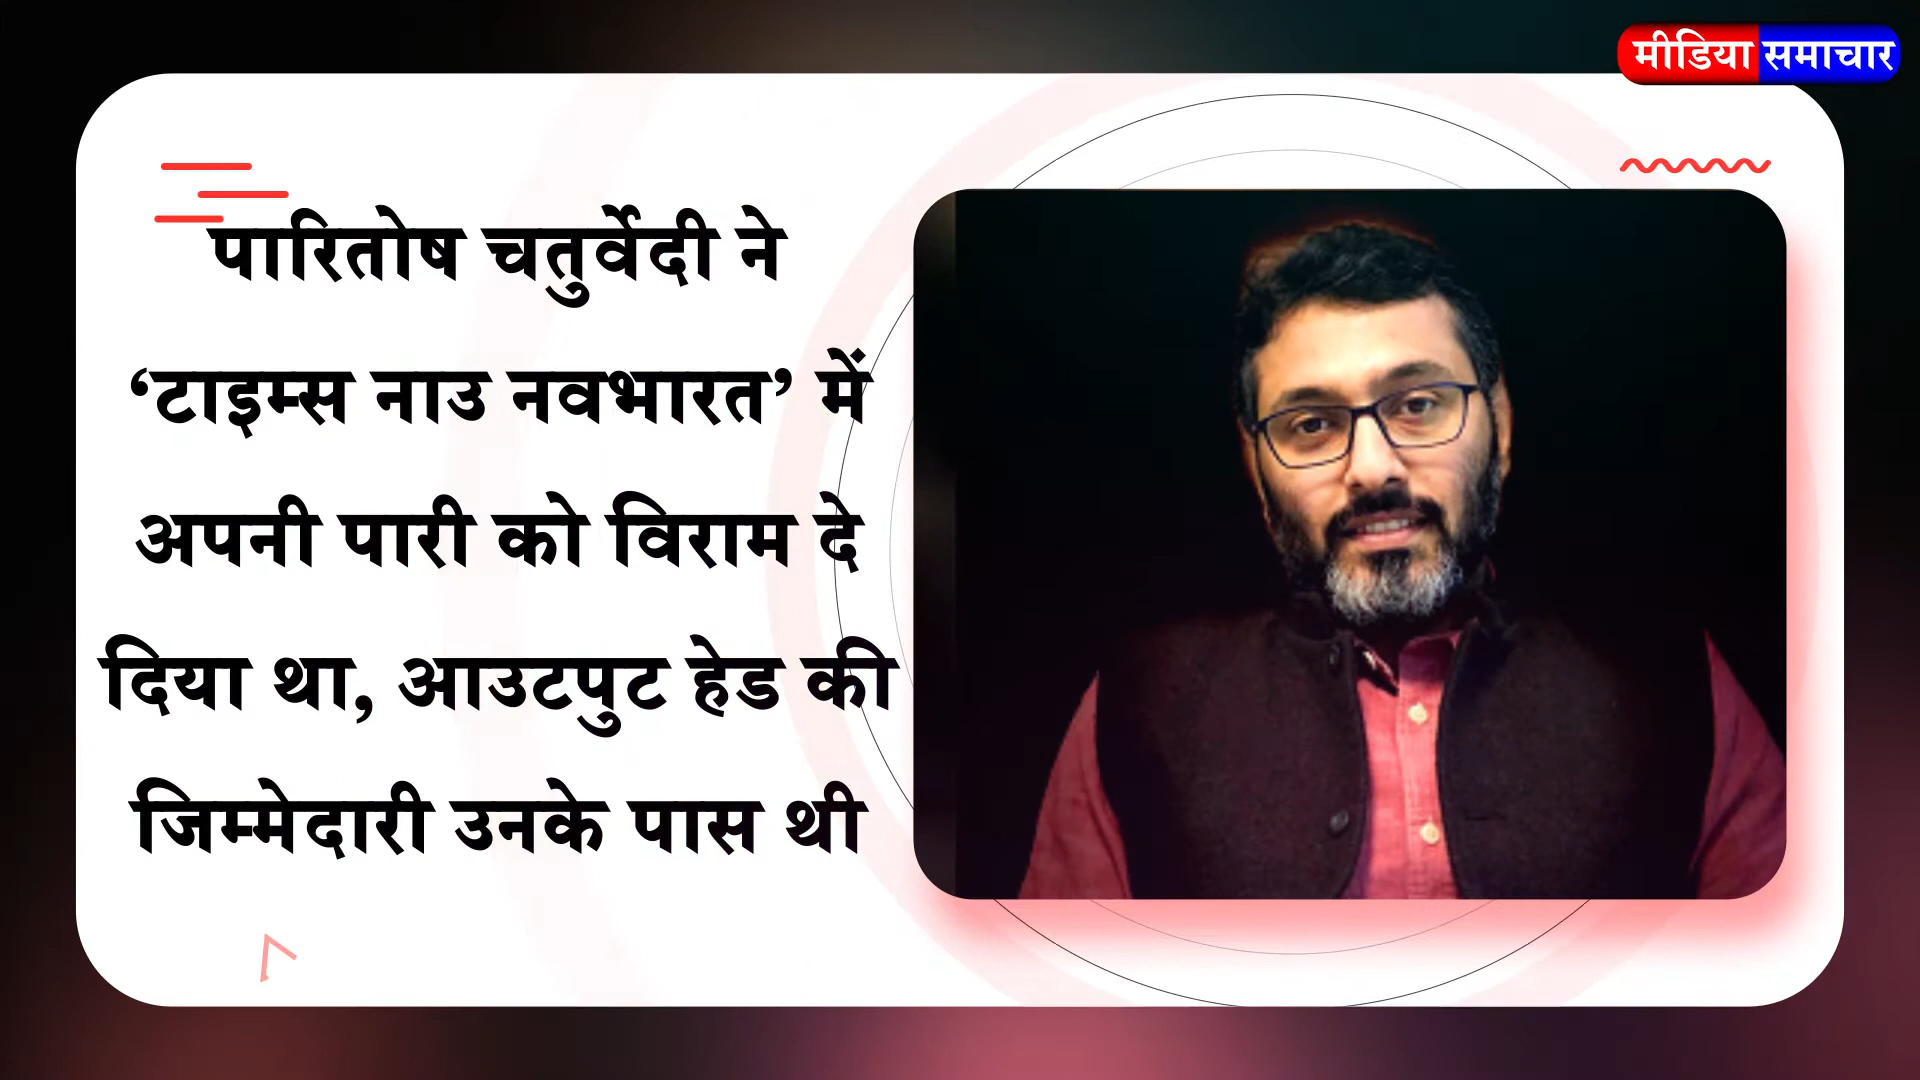 मीडिया समाचार
पारितोष चतुर्वेदी ने
‘टाइम्स नाउ नवभारत’ में
अपनी पारी को विराम दे
दिया था, आउटपुट हेड की
जिम्मेदारी उनके पास थी